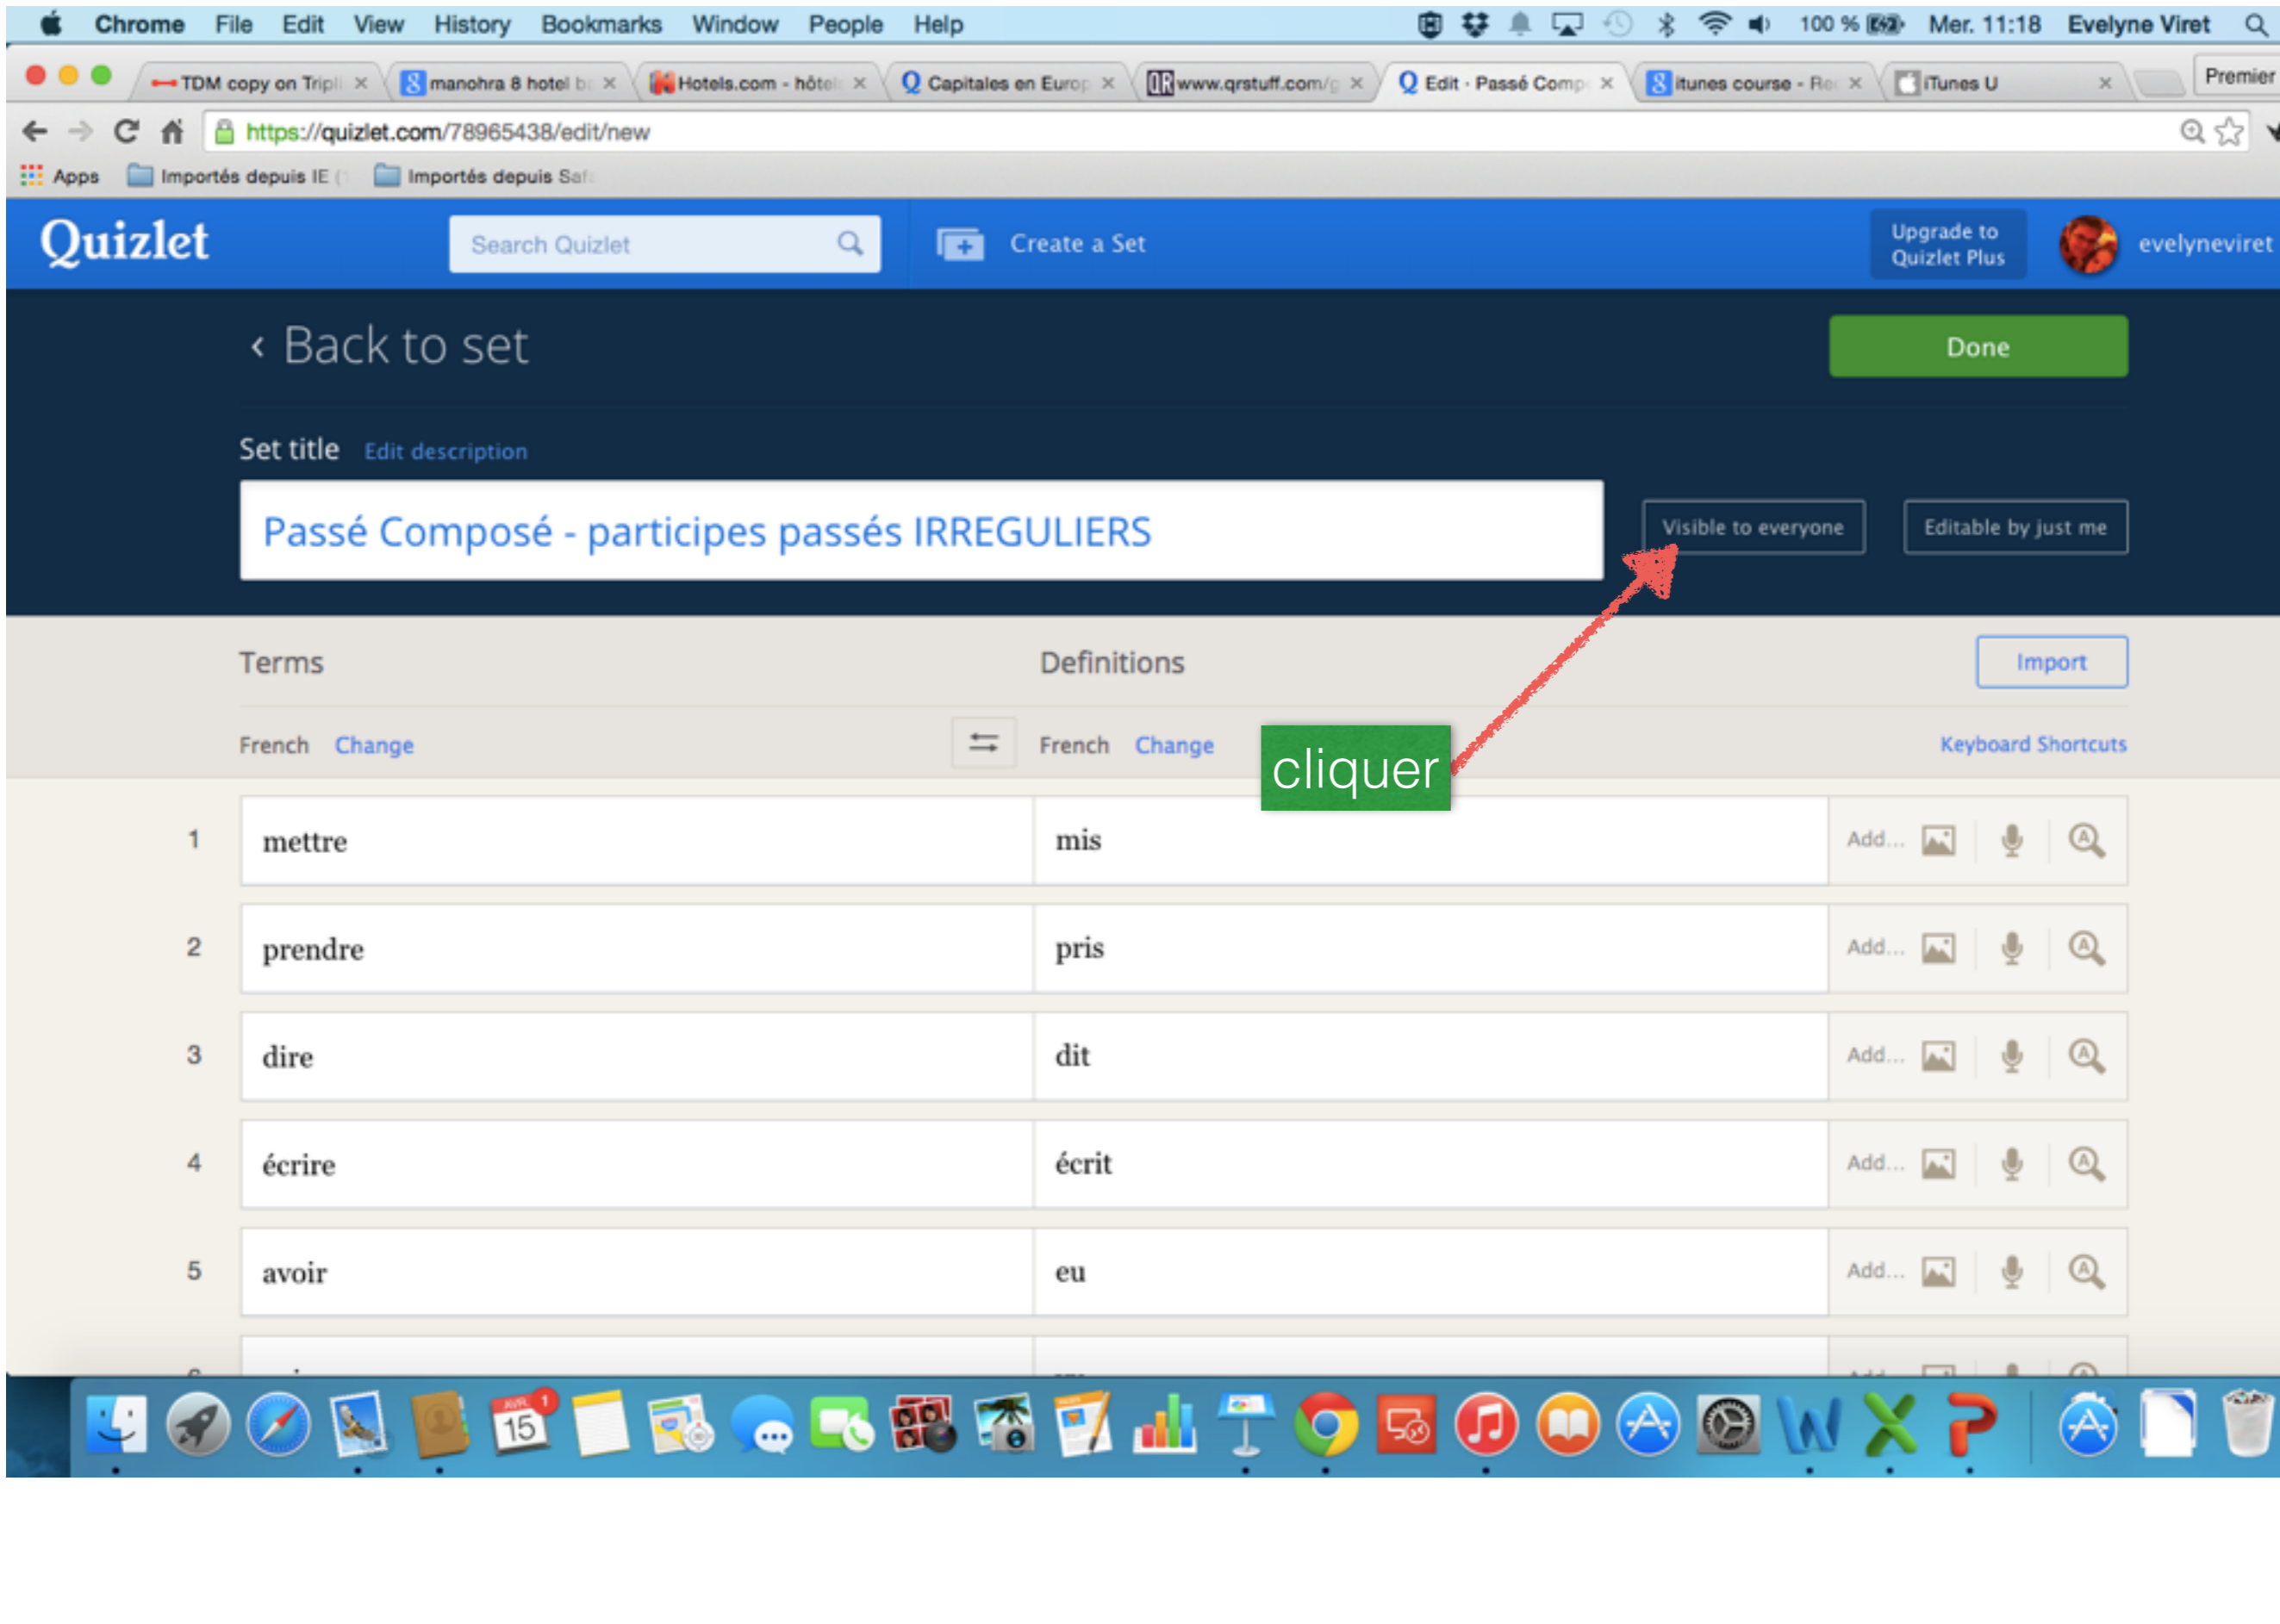 Chrome File Edit View History Bookmarks Window People Help 100 % Mer. 11:18 Evelyne Viret
TDM copy on Tripli manohra 8 hotel Hotels.com - hôtel Capitales en Europ QR www.qrstuff.com/g Edit · Passé Comp itunes course - Re iTunes U Premier
https://quizlet.com/78965438/edit/new
Apps Importés depuis IE ( Importés depuis Saf
Quizlet Search Quizlet Create a Set Upgrade to evelyneviret
Quizlet Plus
‹ Back to set Done
Set title Edit description
Passé Composé - participes passés IRREGULIERS Visible to everyone Editable by just me
Terms Definitions Import
French Change French Change Keyboard Shortcuts
cliquer
1 mettre mis Add...
2 prendre pris Add...
3 dire dit Add...
4 écrire écrit Add...
5 avoir eu Add...
AVR. 1
15